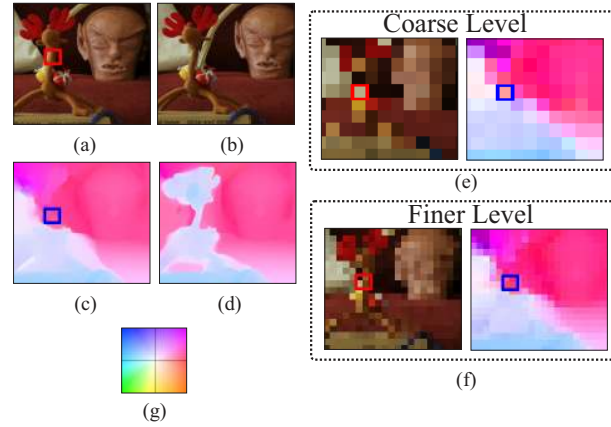 Coarse Level
(a)
(b)
(e)
Finer Level
(c)
(d)
(f)
(g)